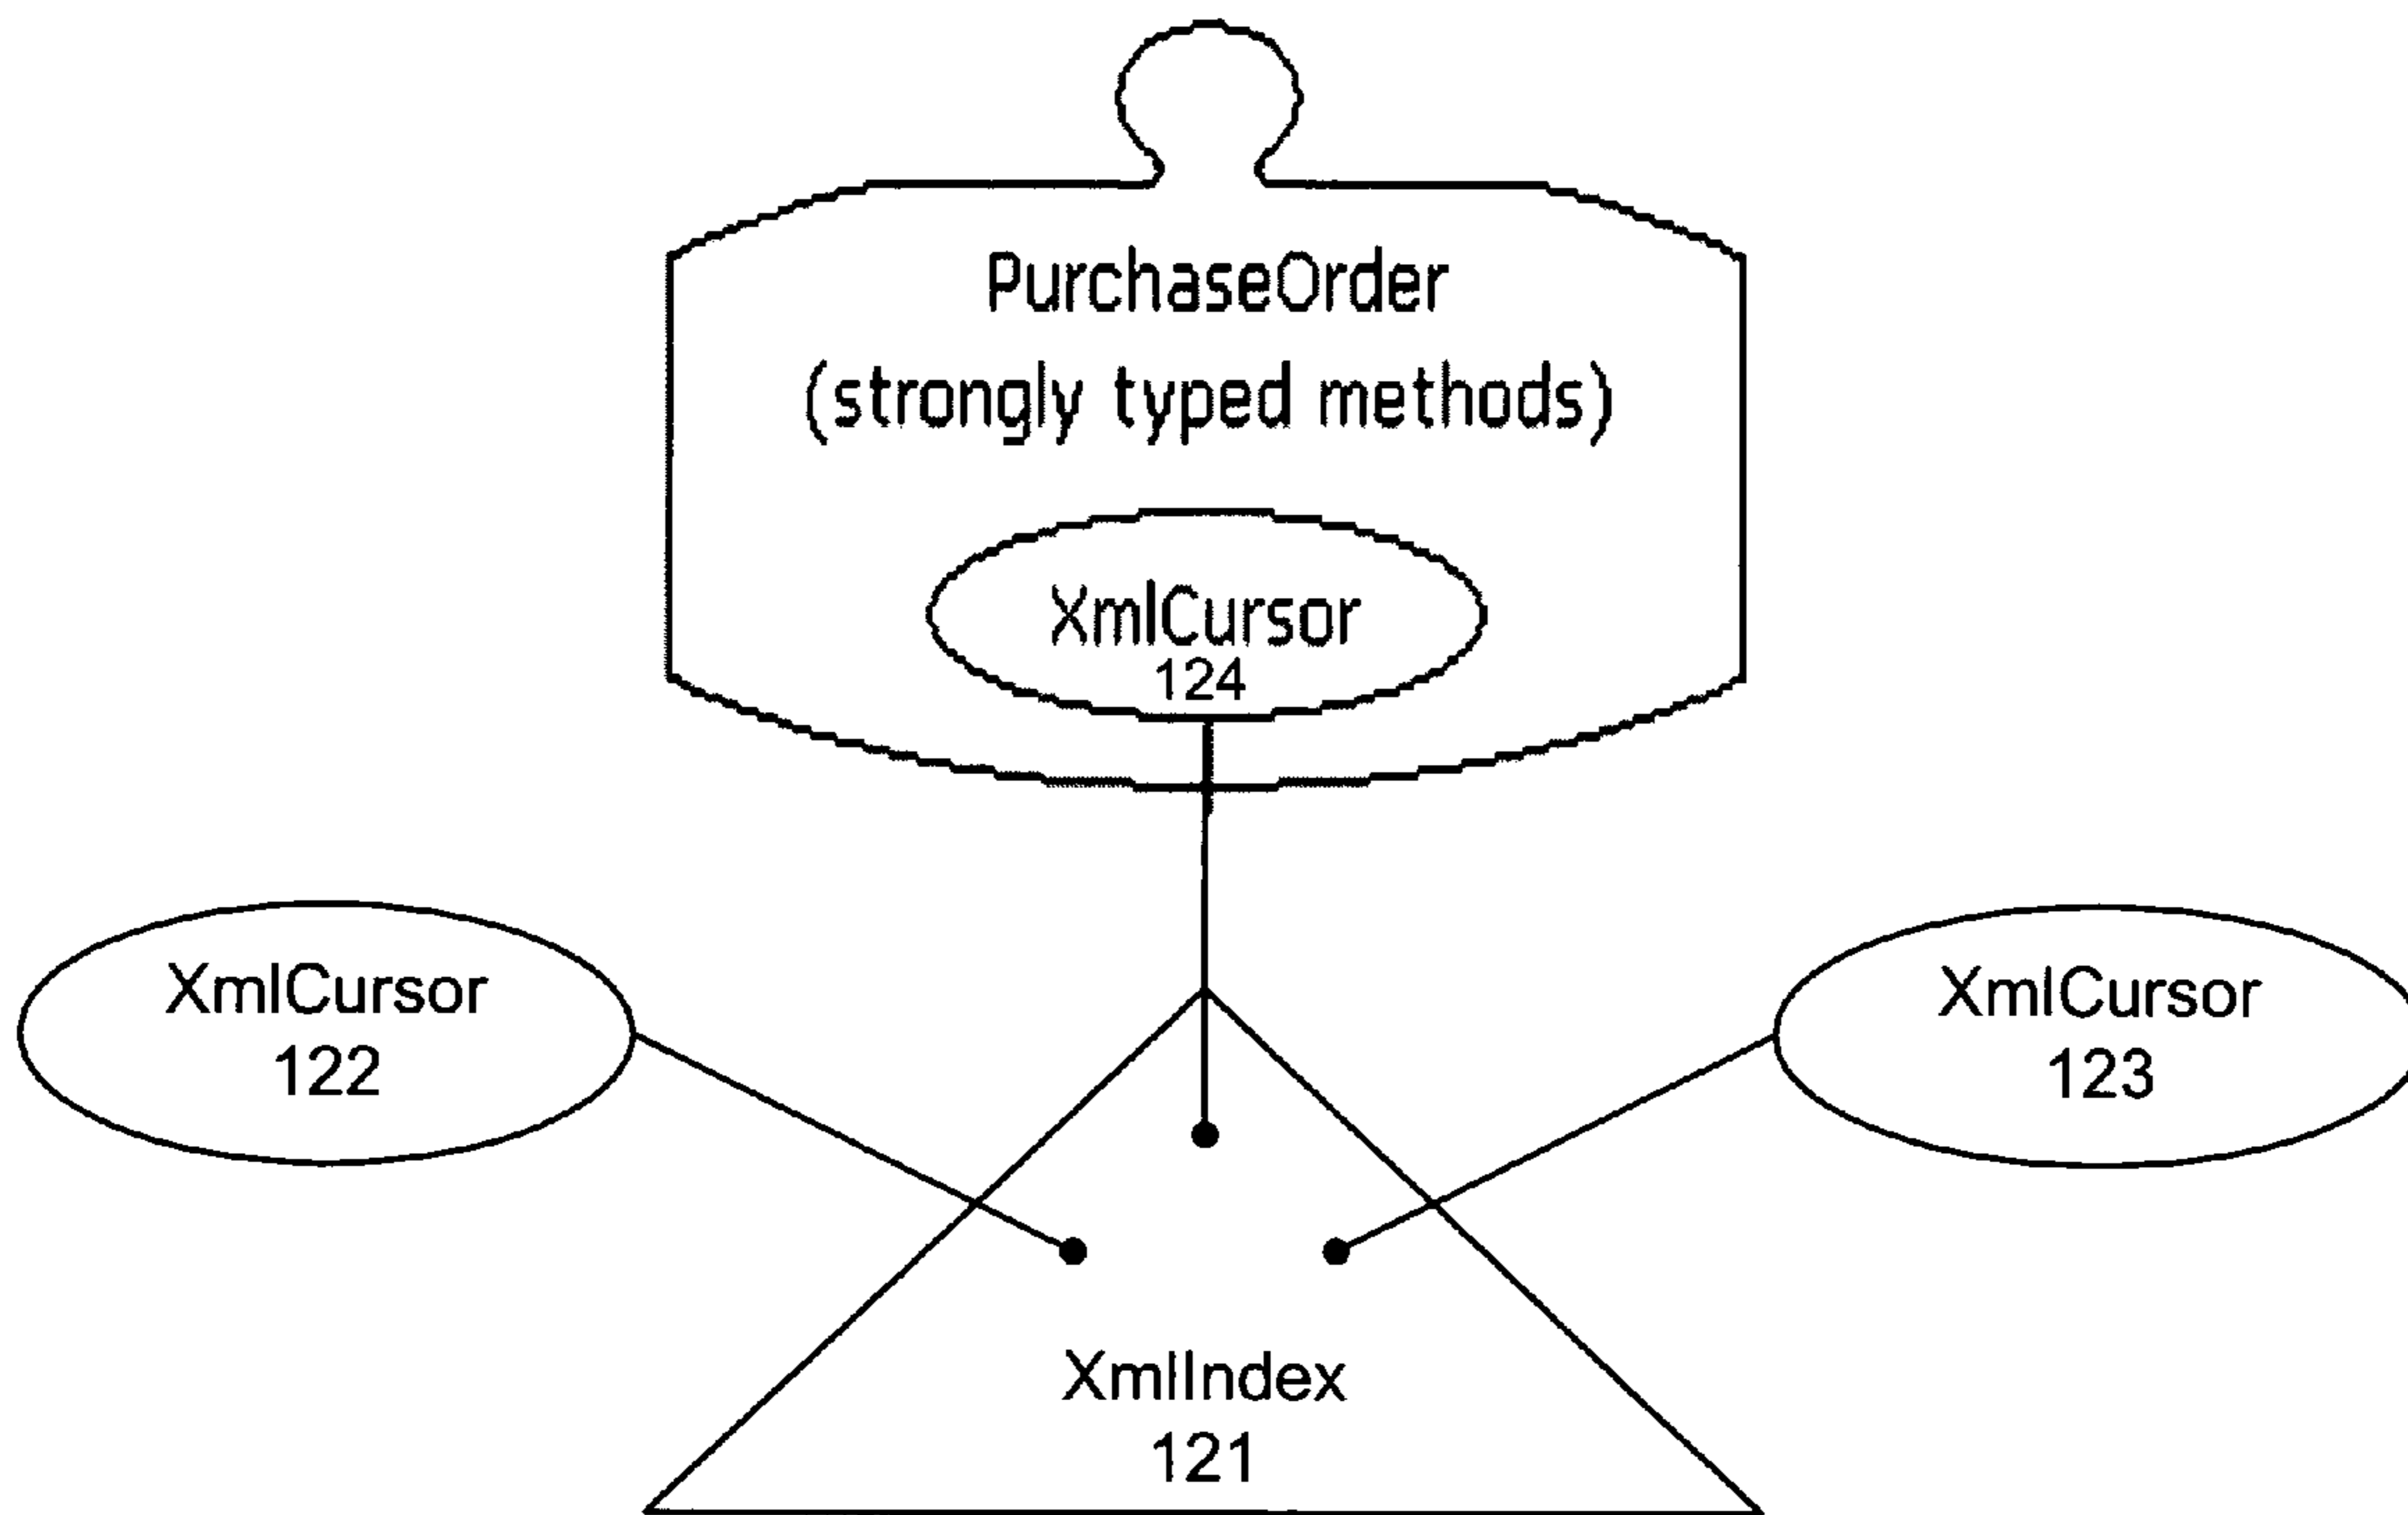 PurchaseOrder
(strongly typed methods)
XmlCursor
124
XmlCursor
122
XmlCursor
123
XmlIndex
121